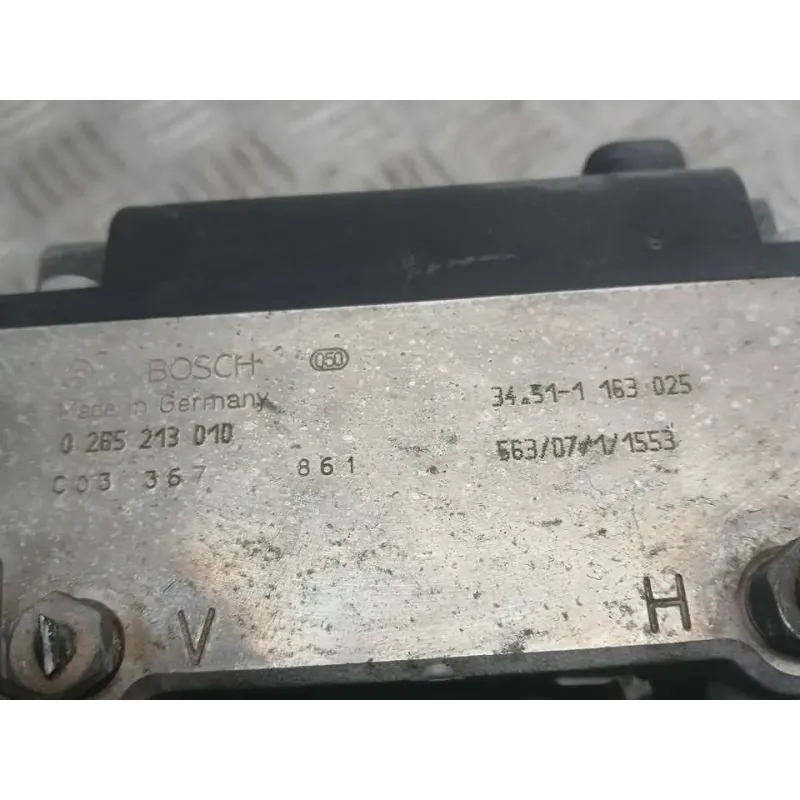 BOSCH 050
Made in Germany 34.51-1 163 025
0 265 213 010 563/07/1/1553
C03 367 861
V H